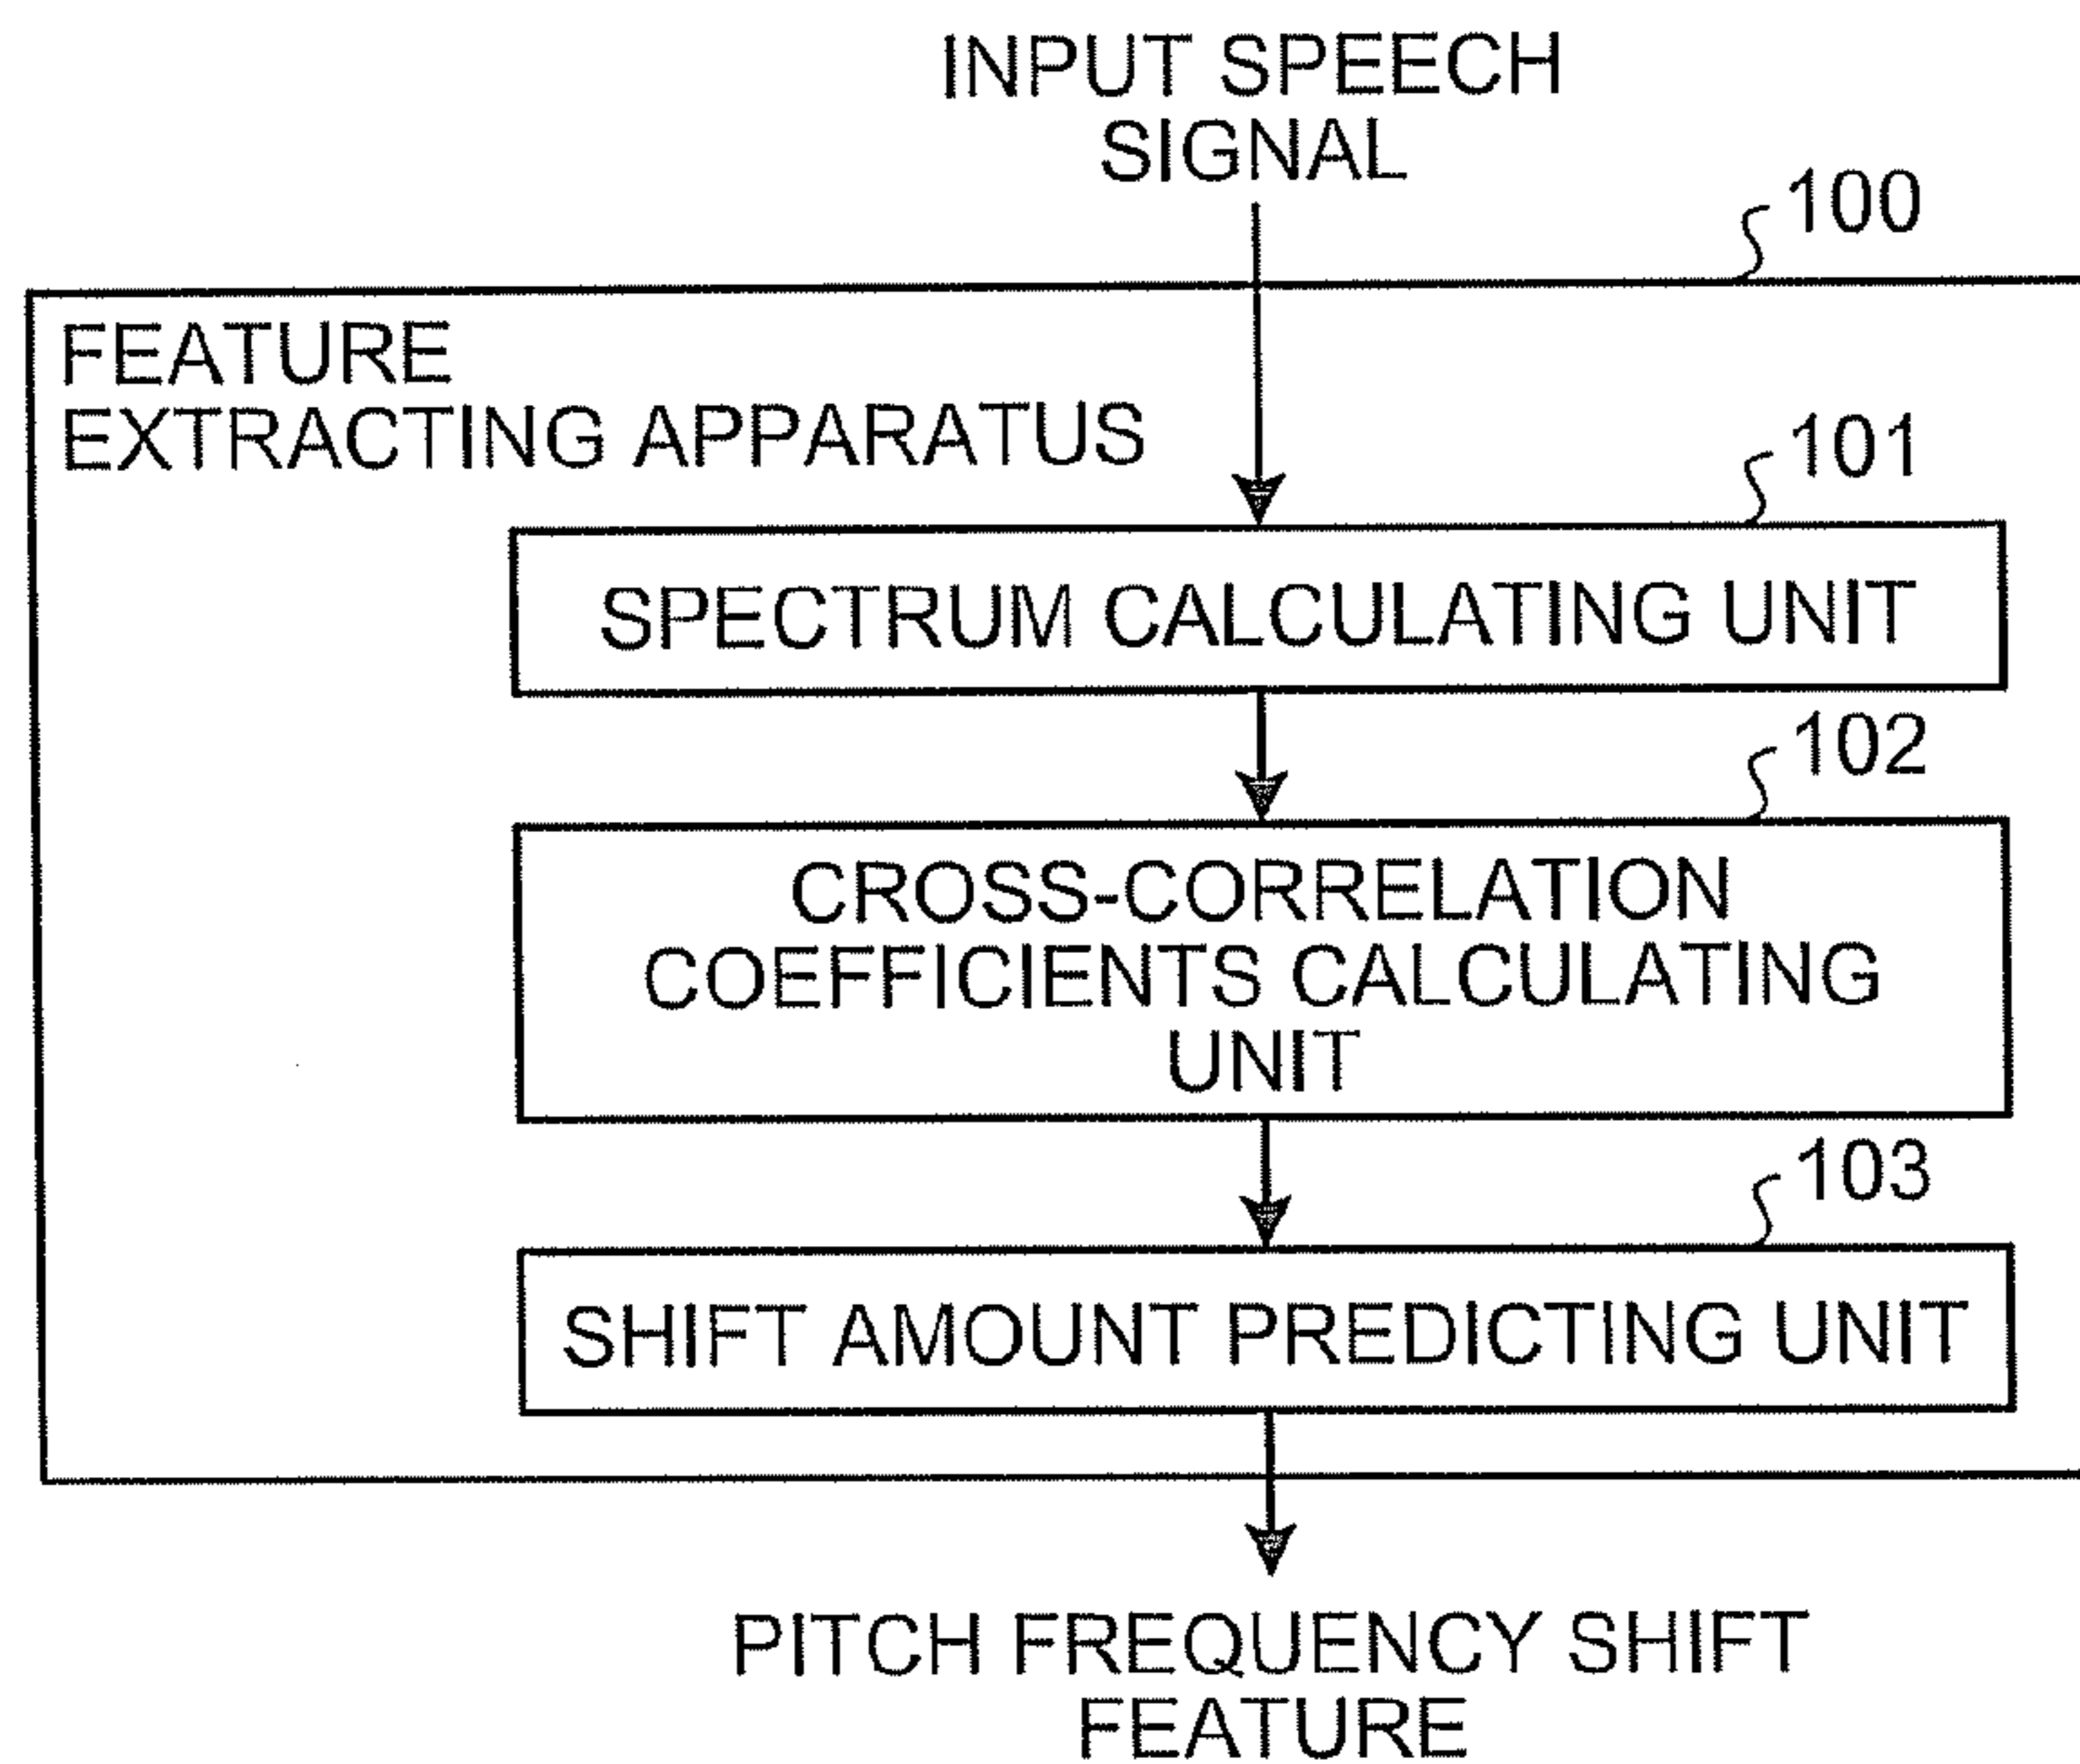 INPUT SPEECH
SIGNAL
100
FEATURE
EXTRACTING APPARATUS
101
SPECTRUM CALCULATING UNIT
102
CROSS-CORRELATION
COEFFICIENTS CALCULATING
UNIT
103
SHIFT AMOUNT PREDICTING UNIT
PITCH FREQUENCY SHIFT
FEATURE